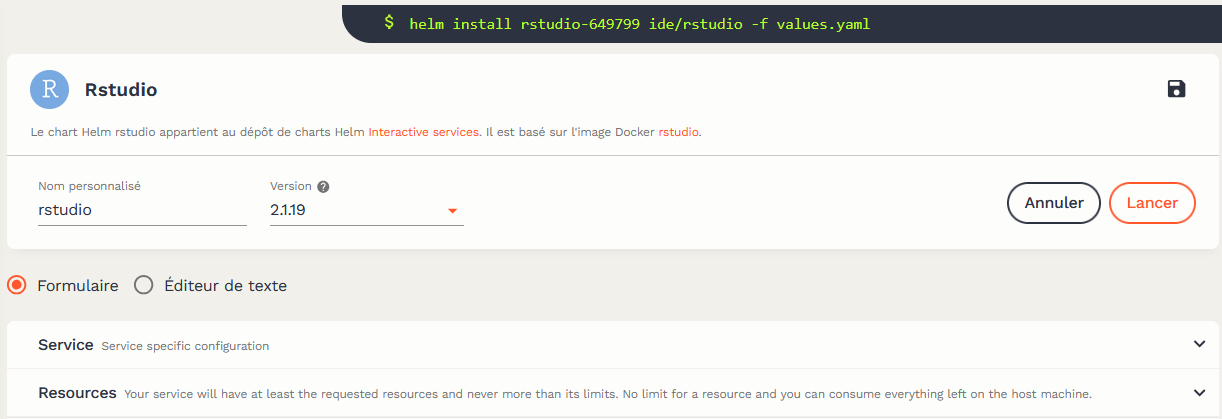 $ helm install rstudio-649799 ide/rstudio -f values.yaml
R Rstudio
Le chart Helm rstudio appartient au dépôt de charts Helm Interactive services. Il est basé sur l'image Docker rstudio.
Nom personnalisé Version ?
rstudio 2.1.19 Annuler Lancer
Formulaire Éditeur de texte
Service Service specific configuration
Resources Your service will have at least the requested resources and never more than its limits. No limit for a resource and you can consume everything left on the host machine.